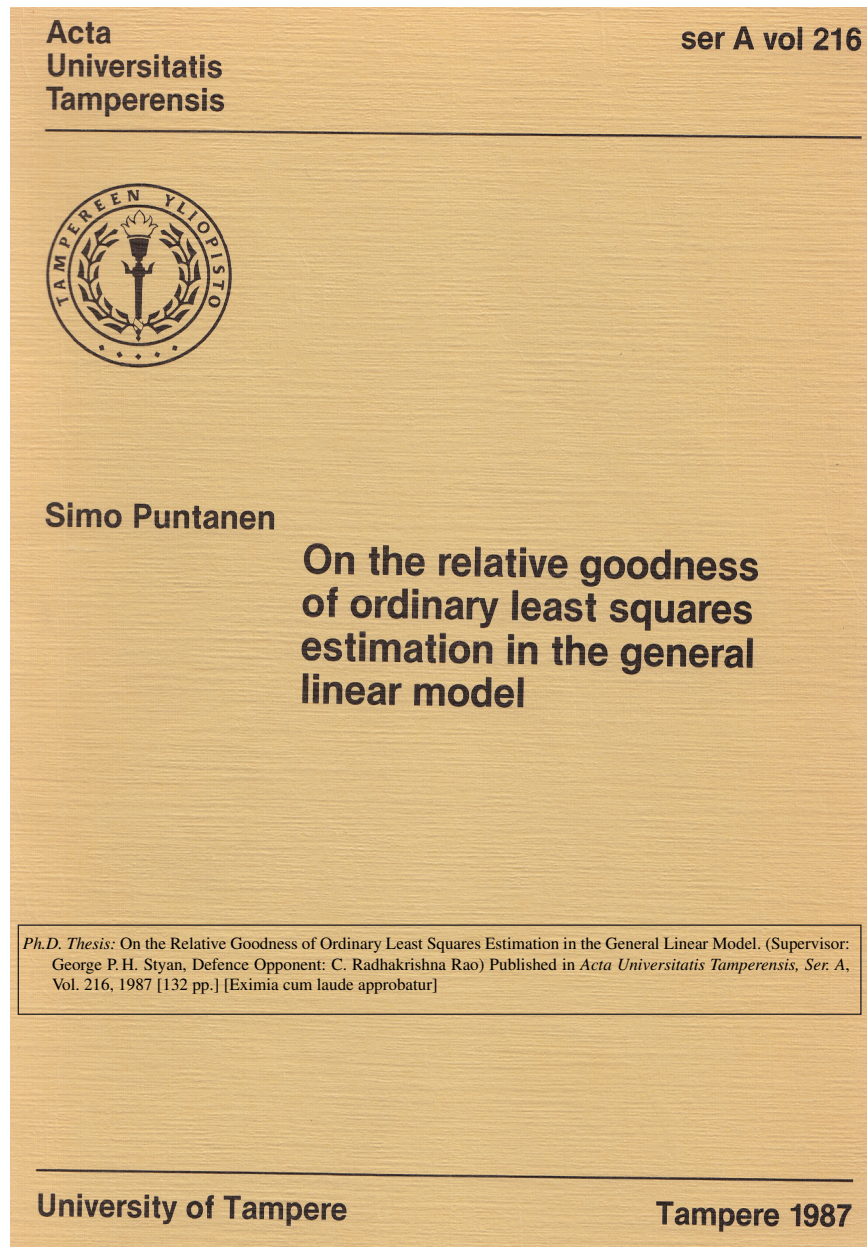 Acta
Universitatis
Tamperensis
ser A vol 216
TAMPEREEN YLIOPISTO
Simo Puntanen
On the relative goodness
of ordinary least squares
estimation in the general
linear model
Ph.D. Thesis: On the Relative Goodness of Ordinary Least Squares Estimation in the General Linear Model. (Supervisor:
George P. H. Styan, Defence Opponent: C. Radhakrishna Rao) Published in Acta Universitatis Tamperensis, Ser. A,
Vol. 216, 1987 [132 pp.] [Eximia cum laude approbatur]
University of Tampere
Tampere 1987